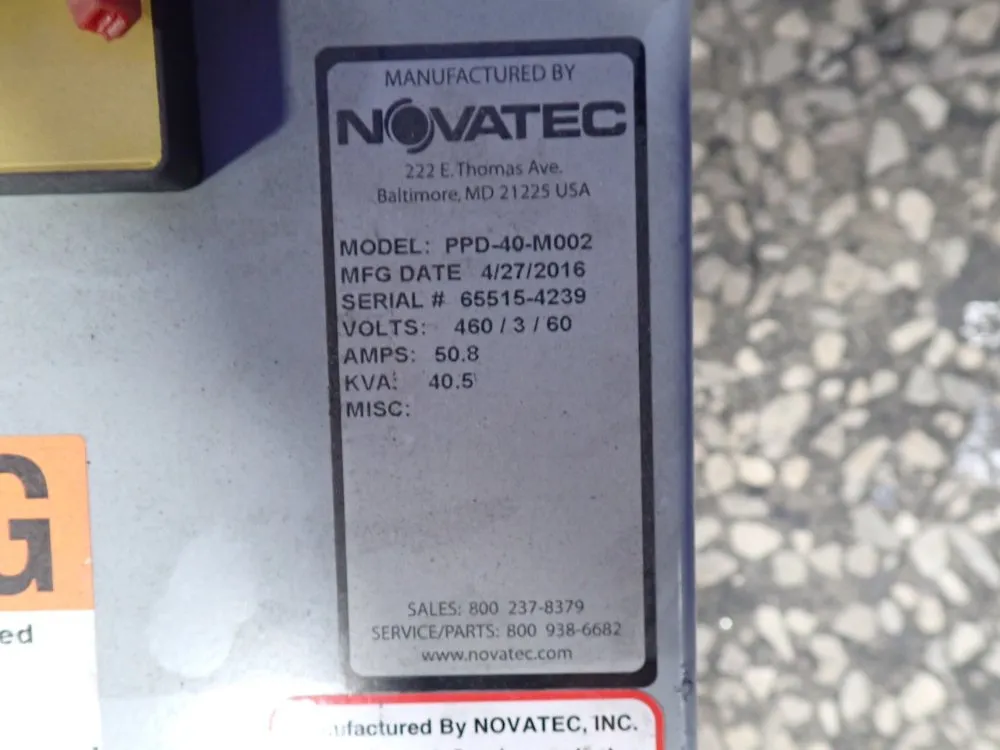 MANUFACTURED BY
NOVATEC
222 E. Thomas Ave.
Baltimore, MD 21225 USA
MODEL: PPD-40-M002
MFG DATE 4/27/2016
SERIAL # 65515-4239
VOLTS: 460 / 3 / 60
AMPS: 50.8
KVA: 40.5
MISC:
G
ed
SALES: 800 237-8379
SERVICE/PARTS: 800 938-6682
www.novatec.com
ufactured By NOVATEC, INC.